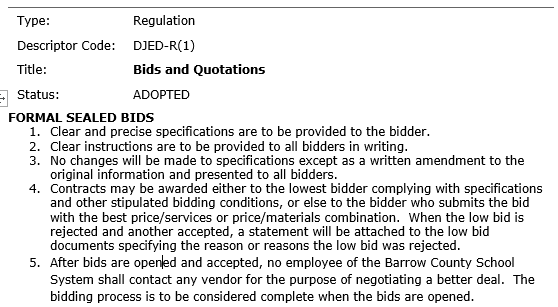 Type: Regulation
Descriptor Code: DJED-R(1)
Title: Bids and Quotations
Status: ADOPTED
FORMAL SEALED BIDS
1. Clear and precise specifications are to be provided to the bidder.
2. Clear instructions are to be provided to all bidders in writing.
3. No changes will be made to specifications except as a written amendment to the
original information and presented to all bidders.
4. Contracts may be awarded either to the lowest bidder complying with specifications
and other stipulated bidding conditions, or else to the bidder who submits the bid
with the best price/services or price/materials combination. When the low bid is
rejected and another accepted, a statement will be attached to the low bid
documents specifying the reason or reasons the low bid was rejected.
5. After bids are opened and accepted, no employee of the Barrow County School
System shall contact any vendor for the purpose of negotiating a better deal. The
bidding process is to be considered complete when the bids are opened.